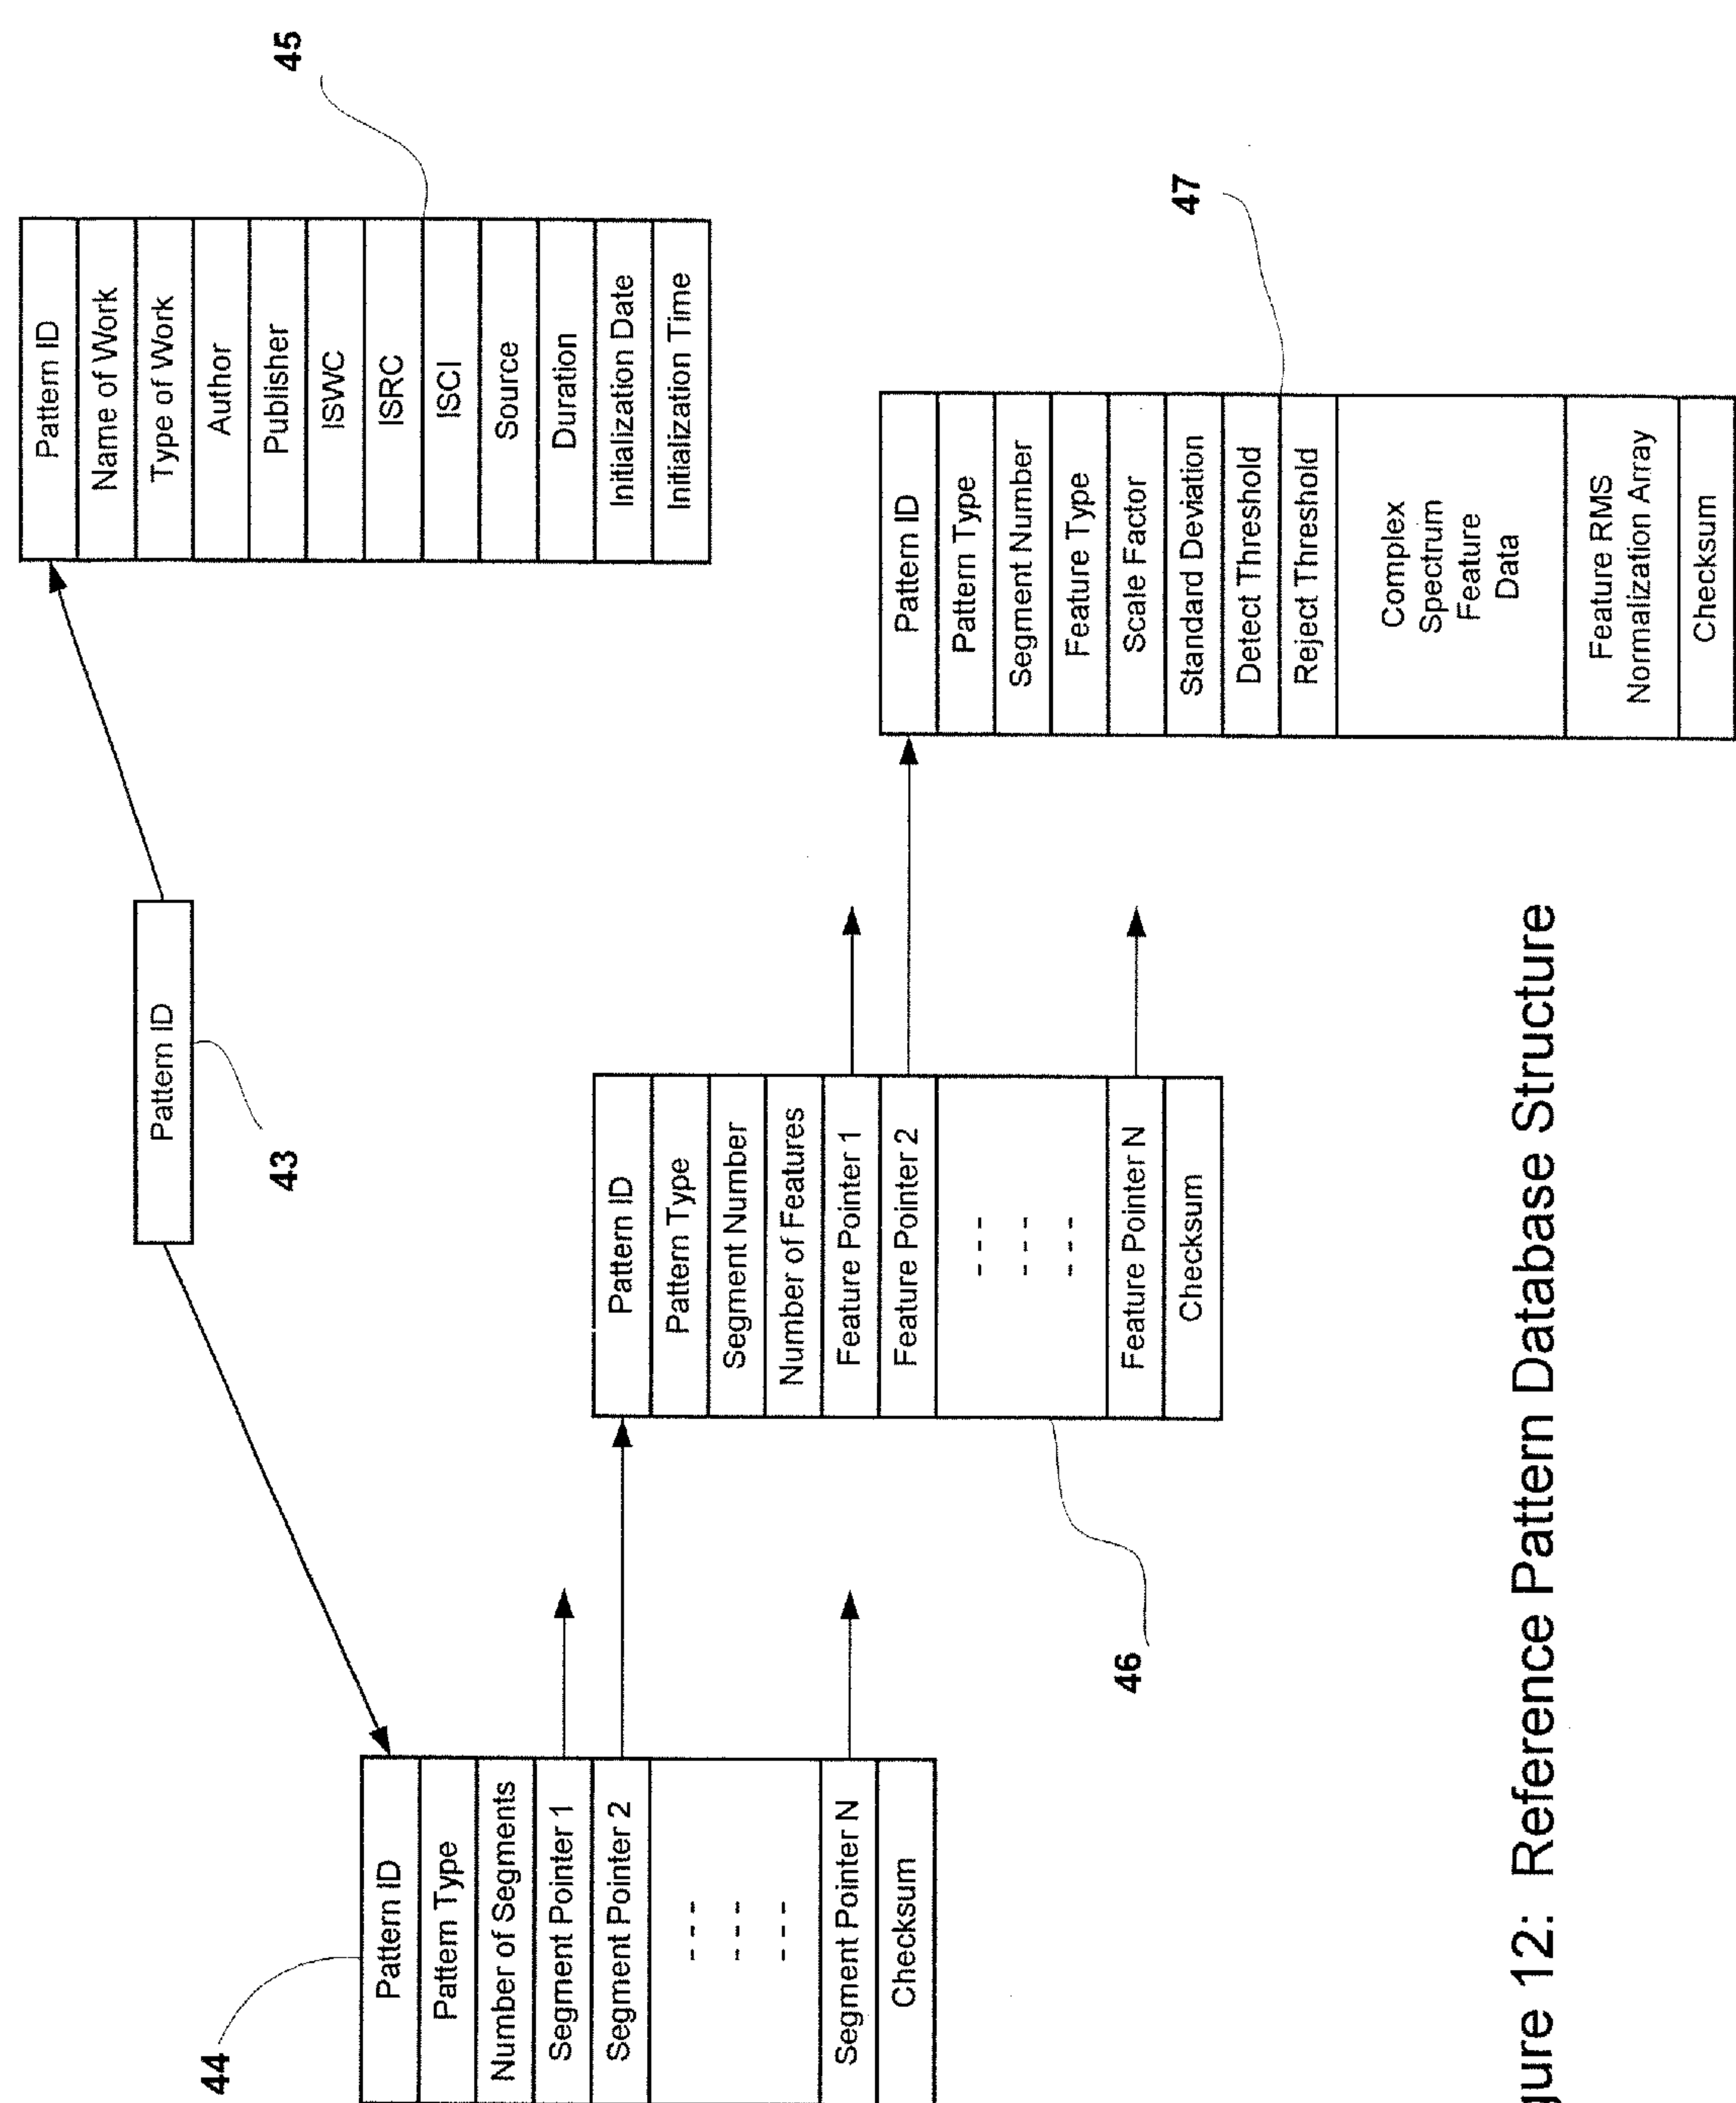 43
Pattern ID
44
Pattern ID
Pattern Type
Number of Segments
Segment Pointer 1
Segment Pointer 2
- - -
- - -
- - -
Segment Pointer N
Checksum
45
Pattern ID
Name of Work
Type of Work
Author
Publisher
ISWC
ISRC
ISCI
Source
Duration
Initialization Date
Initialization Time
46
Pattern ID
Pattern Type
Segment Number
Number of Features
Feature Pointer 1
Feature Pointer 2
- - -
- - -
- - -
Feature Pointer N
Checksum
47
Pattern ID
Pattern Type
Segment Number
Feature Type
Scale Factor
Standard Deviation
Detect Threshold
Reject Threshold
Complex
Spectrum
Feature
Data
Feature RMS
Normalization Array
Checksum
gure 12: Reference Pattern Database Structure